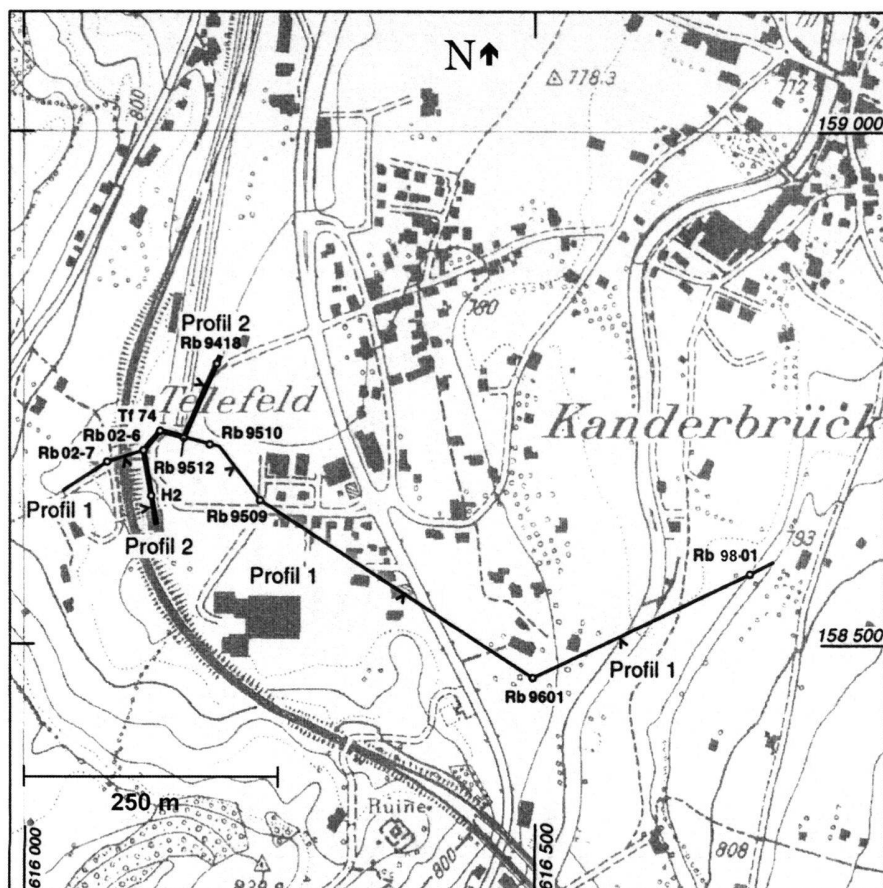 N
778.3
772
800
159 000
780
Profil 2
Rb 9418
Telefeld
Kanderbrück
Tf 74
Rb 02-6
Rb 02-7
Rb 9510
Rb 9512
H2
Rb 9509
Profil 1
Profil 2
Profil 1
Rb 98-01
793
158 500
Profil 1
Rb 9601
250 m
Ruine
616 000
616 500
800
808